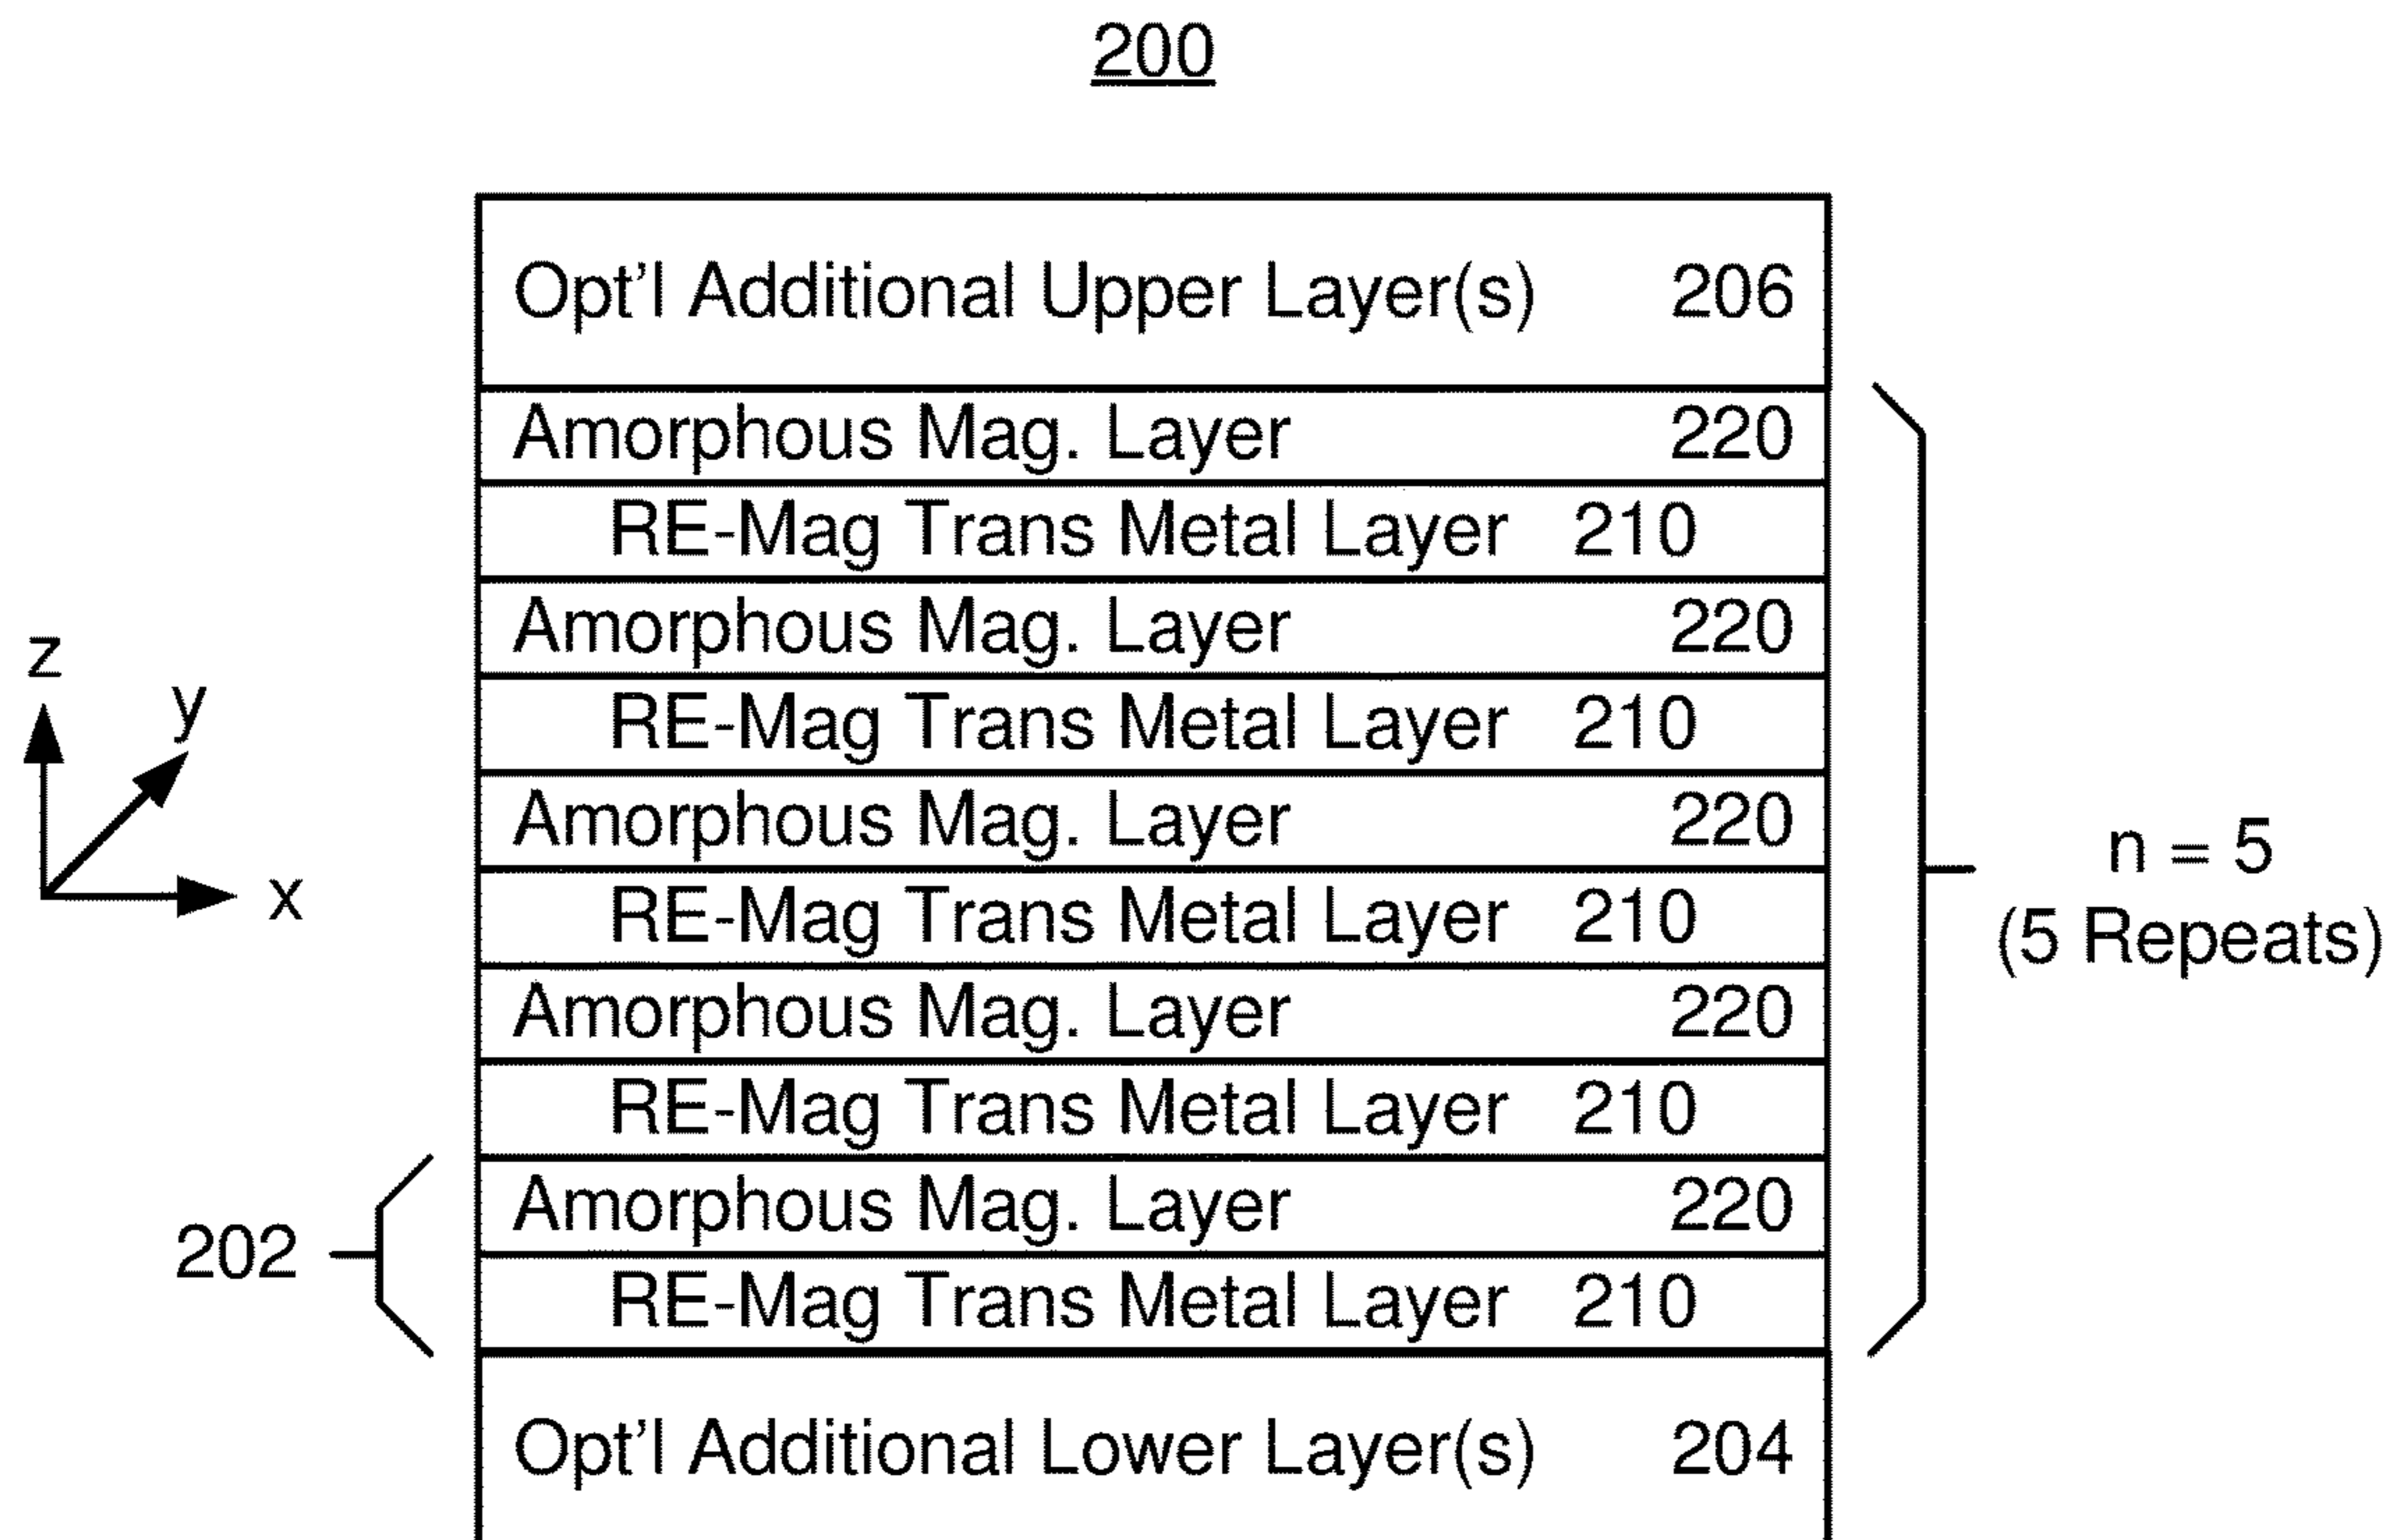 200
Opt'l Additional Upper Layer(s) 206
Amorphous Mag. Layer 220
RE-Mag Trans Metal Layer 210
Amorphous Mag. Layer 220
z
y
RE-Mag Trans Metal Layer 210
Amorphous Mag. Layer 220
n = 5
x
RE-Mag Trans Metal Layer 210
(5 Repeats)
Amorphous Mag. Layer 220
RE-Mag Trans Metal Layer 210
Amorphous Mag. Layer 220
202
RE-Mag Trans Metal Layer 210
Opt'l Additional Lower Layer(s) 204